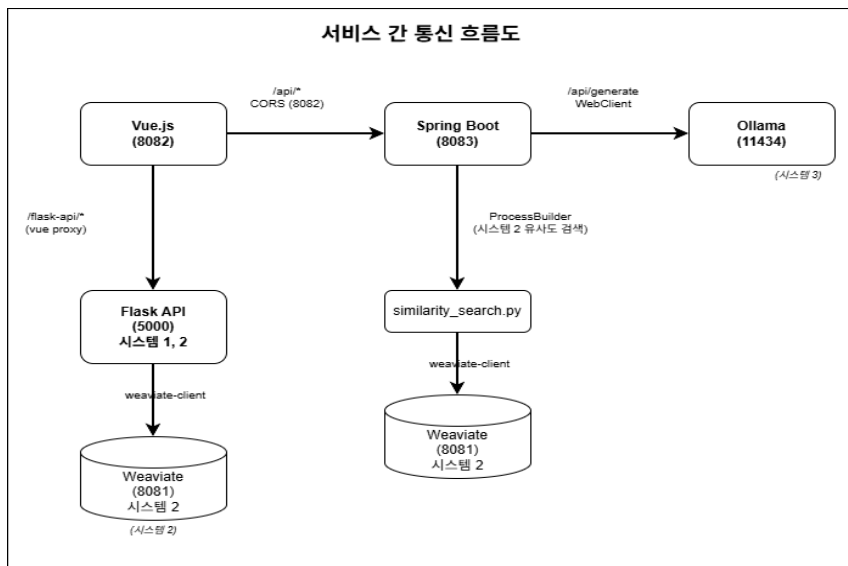 서비스 간 통신 흐름도
/api/*
CORS (8082)
/api/generate
WebClient
Vue.js
(8082)
Spring Boot
(8083)
Ollama
(11434)
(시스템 3)
/flask-api/*
(vue proxy)
ProcessBuilder
(시스템 2 유사도 검색)
Flask API
(5000)
시스템 1, 2
similarity_search.py
weaviate-client
weaviate-client
Weaviate
(8081)
시스템 2
Weaviate
(8081)
시스템 2
(시스템 2)